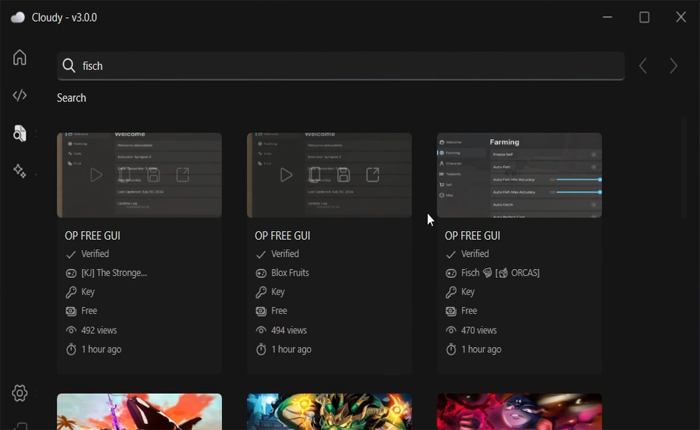 Cloudy - v3.0.0
fisch
Search
Welcome
Welcome
Farming
Welcome
Farming
OP FREE GUI
Verified
[KJ] The Stronge...
Key
Free
492 views
1 hour ago
OP FREE GUI
Verified
Blox Fruits
Key
Free
494 views
1 hour ago
OP FREE GUI
Verified
Fisch 🎏 [🐋 ORCAS]
Key
Free
470 views
1 hour ago